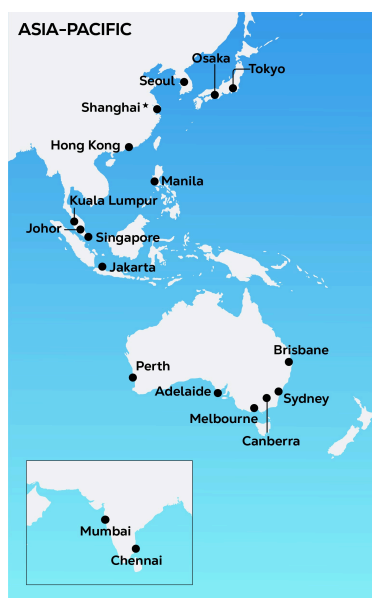 ASIA–PACIFIC
Osaka
Tokyo
Seoul
Shanghai *
Hong Kong
Manila
Kuala Lumpur
Johor
Singapore
Jakarta
Brisbane
Perth
Adelaide
Sydney
Melbourne
Canberra
Mumbai
Chennai